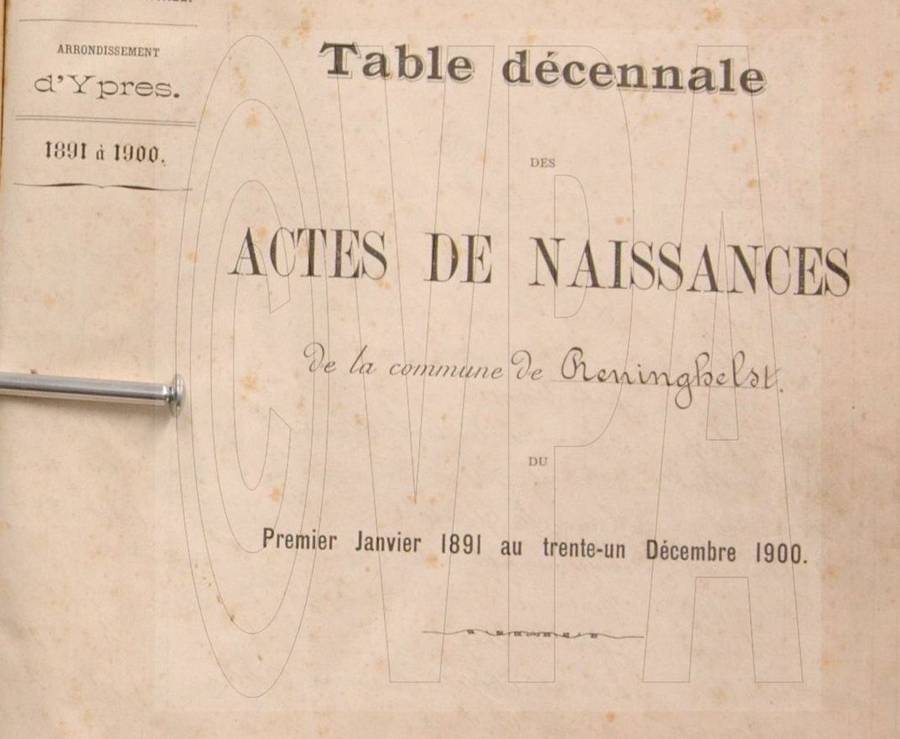 ARRONDISSEMENT
d'Ypres.
1891 à 1900.
Table décennale
DES
ACTES DE NAISSANCES
de la commune de Reninghelst.
DU
Premier Janvier 1891 au trente-un Décembre 1900.
CVPA